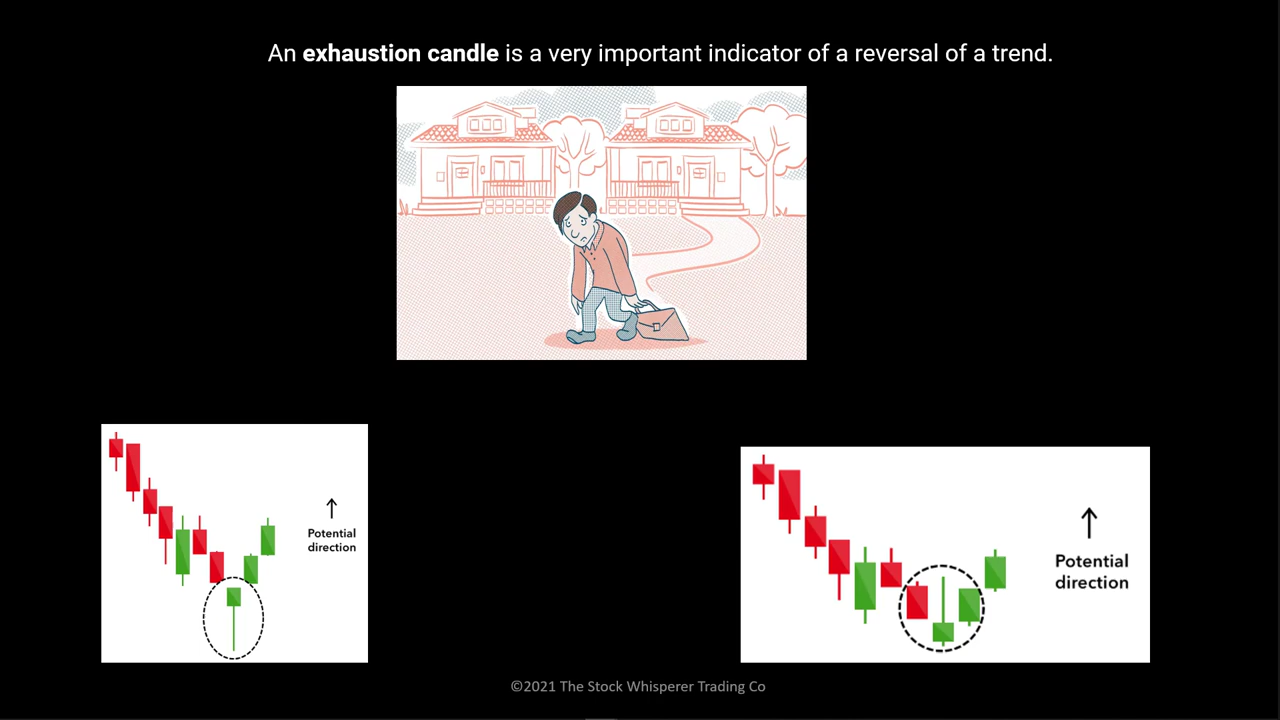 An exhaustion candle is a very important indicator of a reversal of a trend.
Potential
direction
Potential
direction
©2021 The Stock Whisperer Trading Co